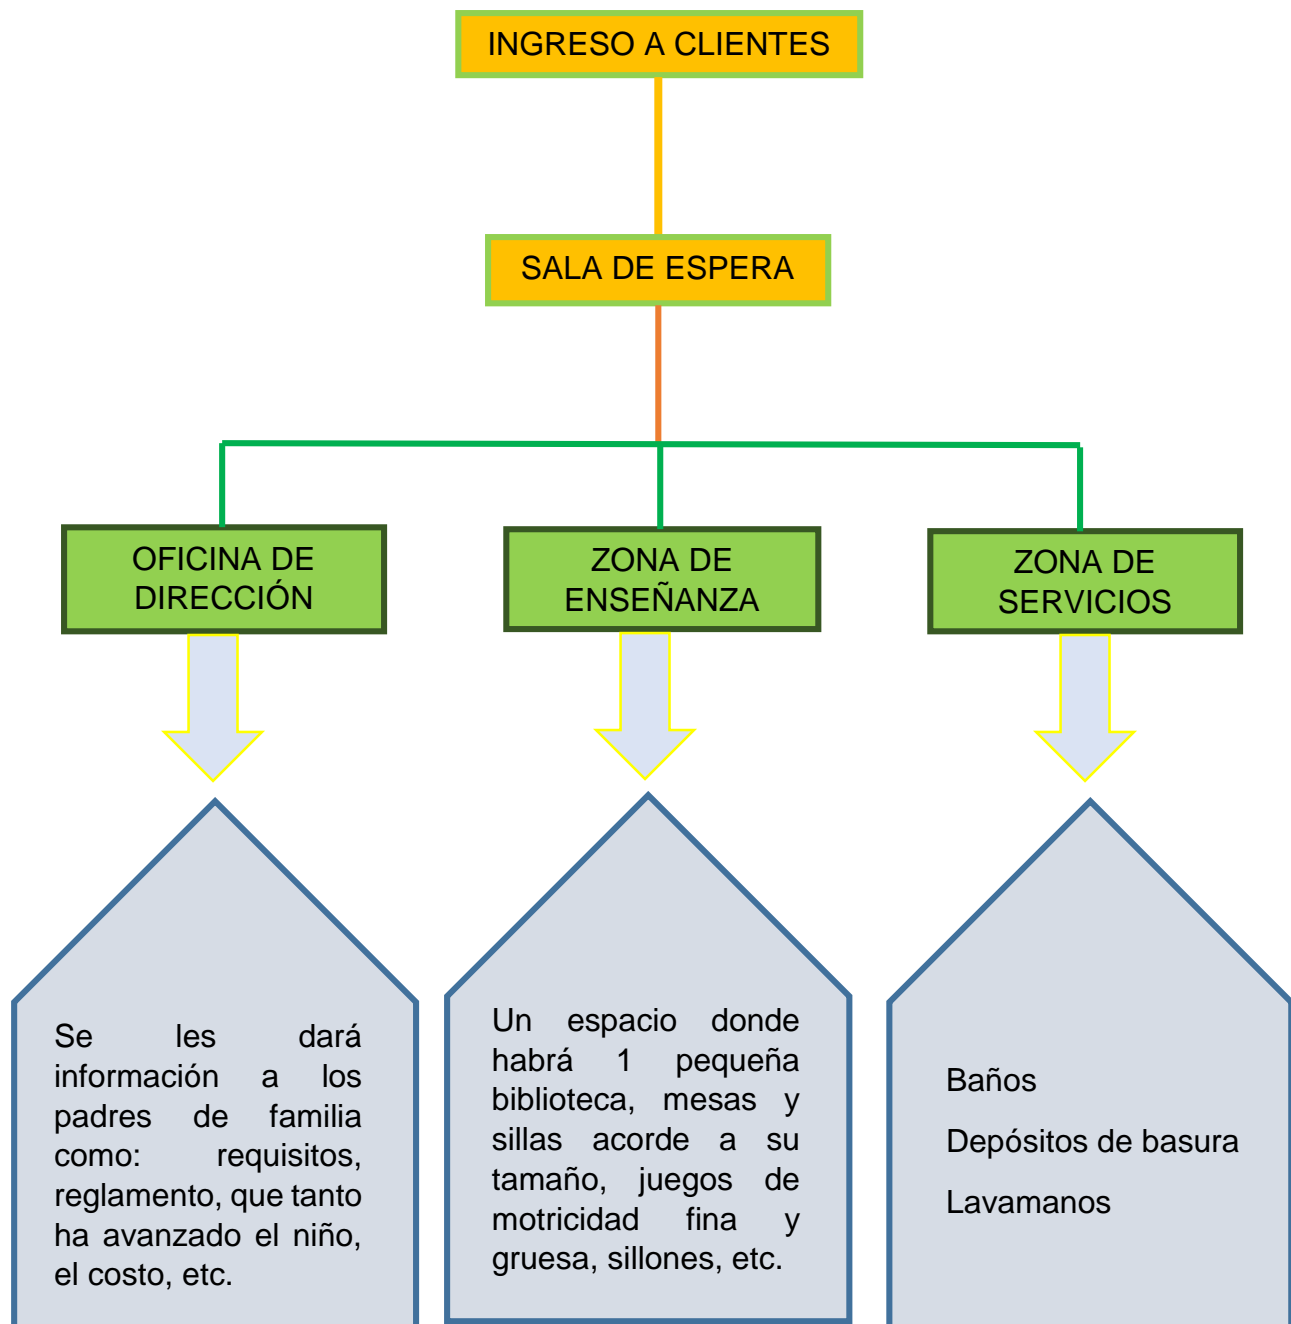 INGRESO A CLIENTES
SALA DE ESPERA
OFICINA DE
DIRECCIÓN
ZONA DE
ENSEÑANZA
ZONA DE
SERVICIOS
Se les dará
información a los
padres de familia
como: requisitos,
reglamento, que tanto
ha avanzado el niño,
el costo, etc.
Un espacio donde
habrá 1 pequeña
biblioteca, mesas y
sillas acorde a su
tamaño, juegos de
motricidad fina y
gruesa, sillones, etc.
Baños
Depósitos de basura
Lavamanos